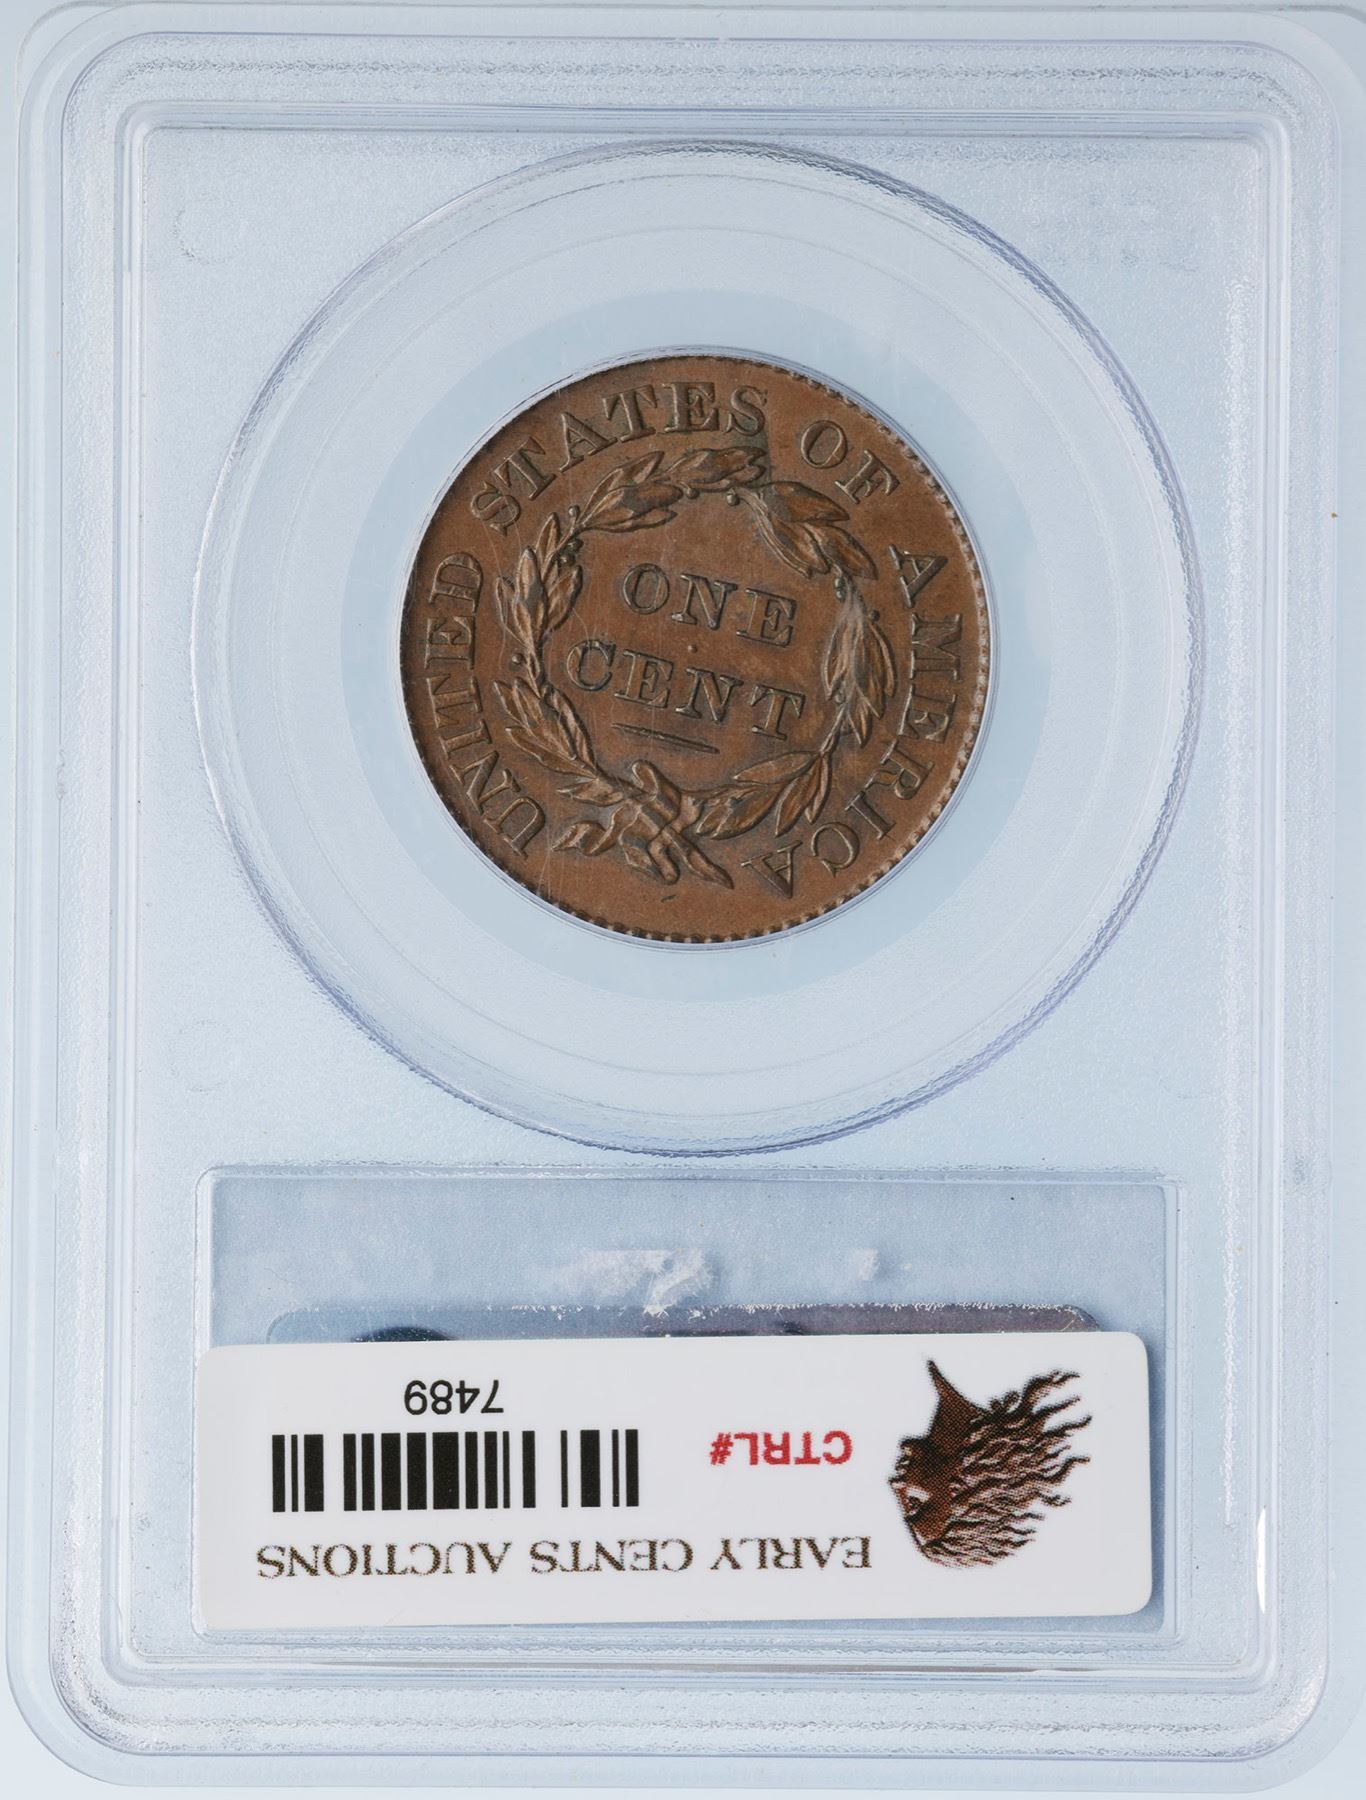 UNITED STATES OF AMERICA
ONE
CENT
EARLY CENTS AUCTIONS
CTRL#
7489